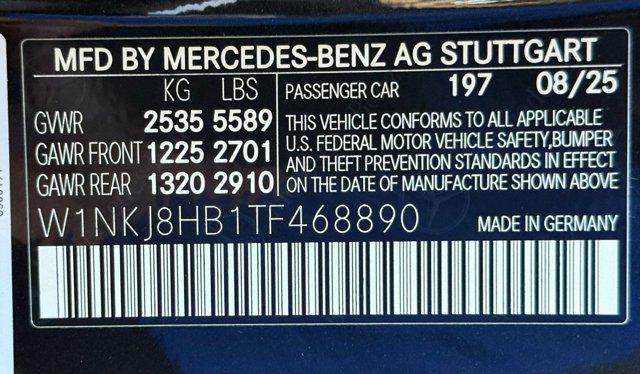 MFD BY MERCEDES-BENZ AG STUTTGART
KG LBS
PASSENGER CAR 197 08/25
GVWR 2535 5589
GAWR FRONT 1225 2701
GAWR REAR 1320 2910
THIS VEHICLE CONFORMS TO ALL APPLICABLE
U.S. FEDERAL MOTOR VEHICLE SAFETY,BUMPER
AND THEFT PREVENTION STANDARDS IN EFFECT
ON THE DATE OF MANUFACTURE SHOWN ABOVE
W1NKJ8HB1TF468890
MADE IN GERMANY